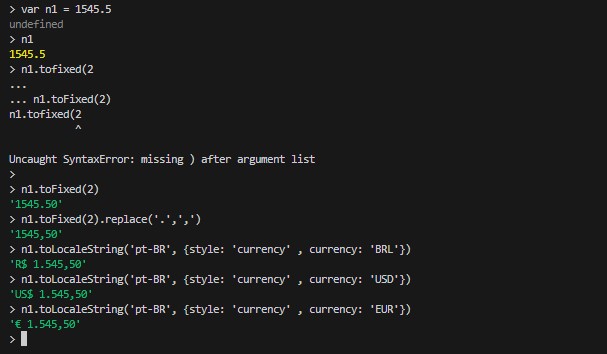 > var n1 = 1545.5
undefined
> n1
1545.5
> n1.tofixed(2
...
... n1.toFixed(2)
n1.tofixed(2
^
Uncaught SyntaxError: missing ) after argument list
>
> n1.toFixed(2)
'1545.50'
> n1.toFixed(2).replace('.',',')
'1545,50'
> n1.toLocaleString('pt-BR', {style: 'currency' , currency: 'BRL'})
'R$ 1.545,50'
> n1.toLocaleString('pt-BR', {style: 'currency' , currency: 'USD'})
'US$ 1.545,50'
> n1.toLocaleString('pt-BR', {style: 'currency' , currency: 'EUR'})
'€ 1.545,50'
>